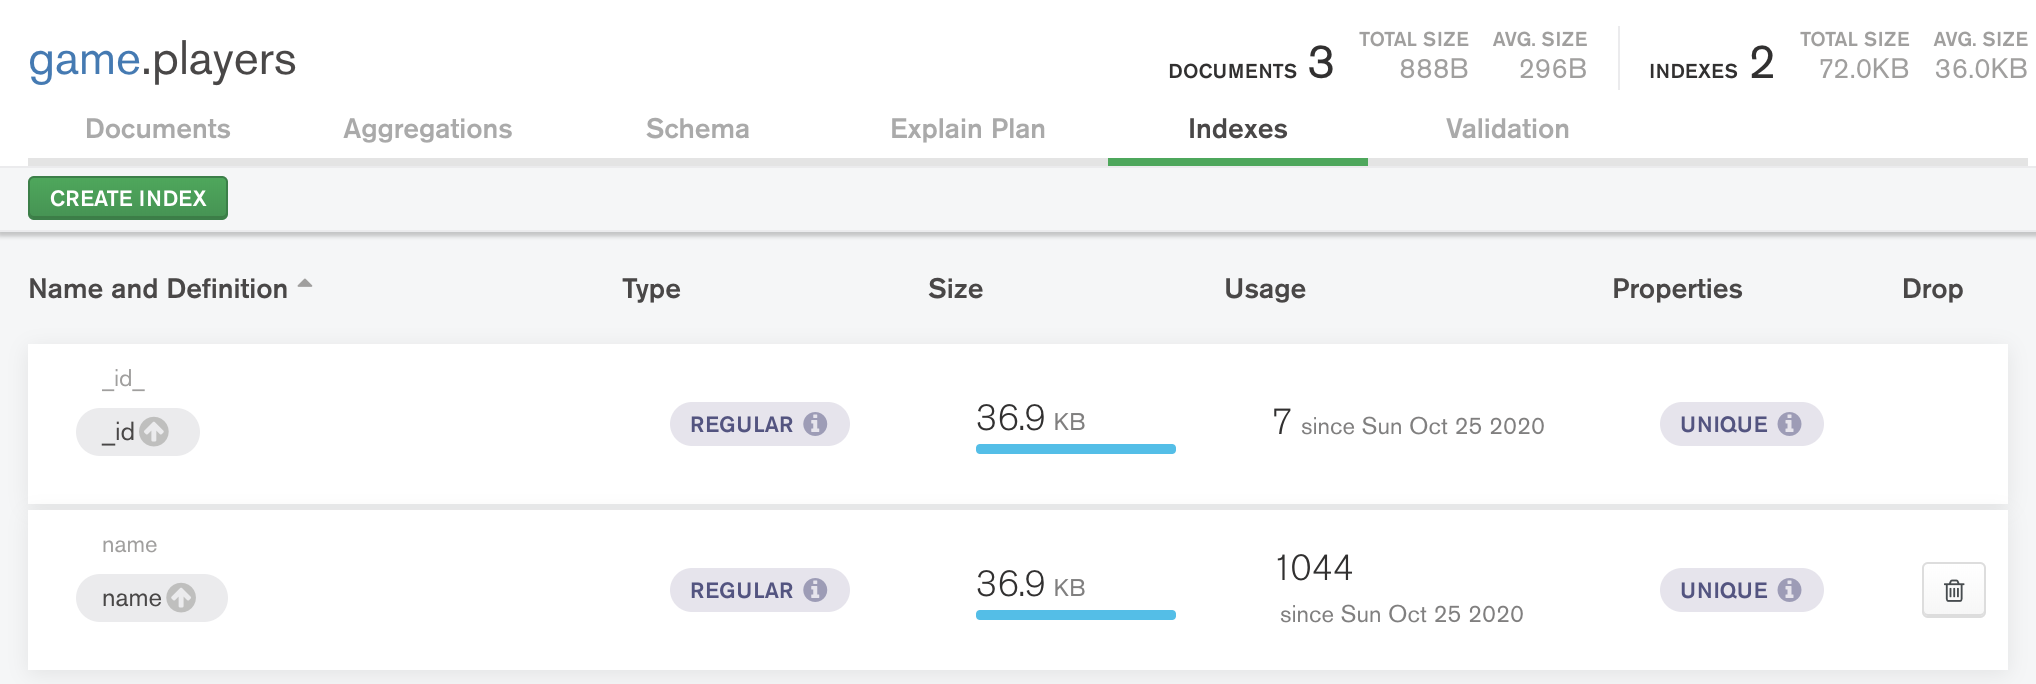 game.players
DOCUMENTS 3 TOTAL SIZE 888B AVG. SIZE 296B INDEXES 2 TOTAL SIZE 72.0KB AVG. SIZE 36.0KB
Documents Aggregations Schema Explain Plan Indexes Validation
CREATE INDEX
Name and Definition Type Size Usage Properties Drop
_id_
_id REGULAR 36.9 KB 7 since Sun Oct 25 2020 UNIQUE
name
name REGULAR 36.9 KB 1044 since Sun Oct 25 2020 UNIQUE